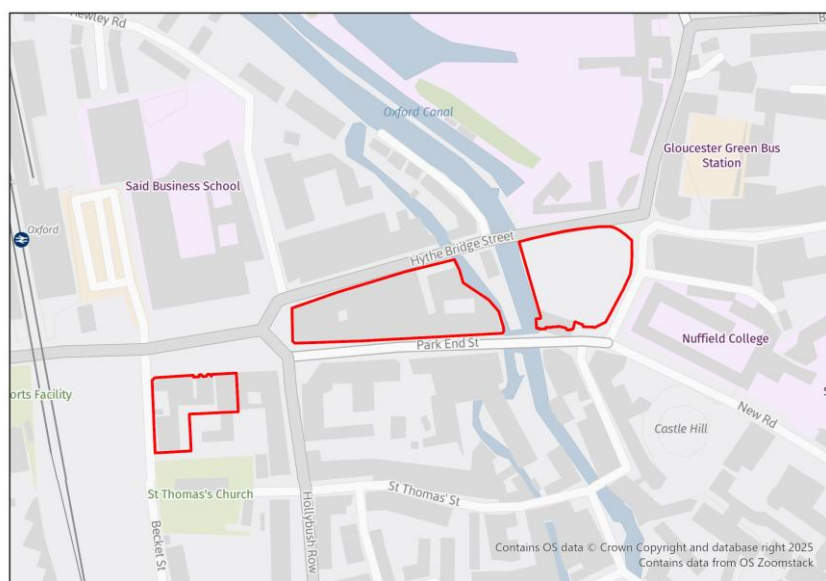 Rewley Rd
Oxford Canal
Gloucester Green Bus
Station
Said Business School
Oxford
Hythe Bridge Street
Park End St
Nuffield College
New Rd
Castle Hill
St Thomas's Church
St Thomas' St
Becket St
Hollybush Row
Contains OS data © Crown Copyright and database right 2025
Contains data from OS Zoomstack